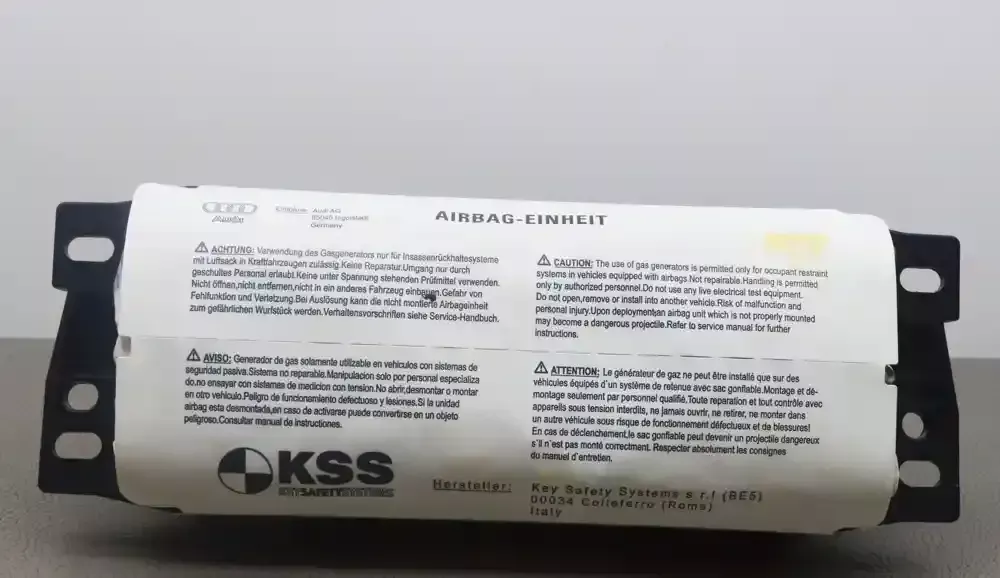 Audi
Audi AG
85045 Ingolstadt
Germany
AIRBAG-EINHEIT
ACHTUNG: Verwendung des Gasgenerators nur für Insassenrückhaltesysteme
mit Luftsack in Kraftfahrzeugen zulässig.Keine Reparatur.Umgang nur durch
geschultes Personal erlaubt.Keine unter Spannung stehenden Prüfmittel verwenden.
Nicht öffnen,nicht entfernen,nicht in ein anderes Fahrzeug einbauen.Gefahr von
Fehlfunktion und Verletzung.Bei Auslösung kann die nicht montierte Airbageinheit
zum gefährlichen Wurfstück werden.Verhaltensvorschriften siehe Service-Handbuch.
CAUTION: The use of gas generators is permitted only for occupant restraint
systems in vehicles equipped with airbags.Not repairable.Handling is permitted
only by authorized personnel.Do not use any live electrical test equipment.
Do not open,remove or install into another vehicle.Risk of malfunction and
personal injury.Upon deploymentsan airbag unit which is not properly mounted
may become a dangerous projectile.Refer to service manual for further
instructions.
AVISO: Generador de gas solamente utilizable en vehiculos con sistemas de
seguridad pasiva.Sistema no reparable.Manipulacion solo por personal especializa
do.no ensayar con sistemas de medicion con tension.No abrir,desmontar o montar
en otro vehiculo.Peligro de funcionamiento defectuoso y lesiones.Si la unidad
airbag esta desmontada,en caso de activarse puede convertirse en un objeto
peligroso.Consultar manual de instrucciones.
ATTENTION: Le générateur de gaz ne peut être installé que sur des
véhicules équipés d'un système de retenue avec sac gonflable.Montage et dé-
montage seulement par personnel qualifié.Toute reparation et tout contrôle avec
appareils sous tension interdits, ne jamais ouvrir, ne retirer, ne monter dans
un autre véhicule sous risque de fonctionnement défectueux et de blessures!
En cas de déclenchement,le sac gonflable peut devenir un projectile dangereux
s'il n'est pas monté correctment. Respecter absolument les consignes
du manuel d'entretien.
KSS
KEYSAFETYSYSTEMS
Hersteller:
Key Safety Systems s r.l (BE5)
00034 Colleferro (Roms)
Italy